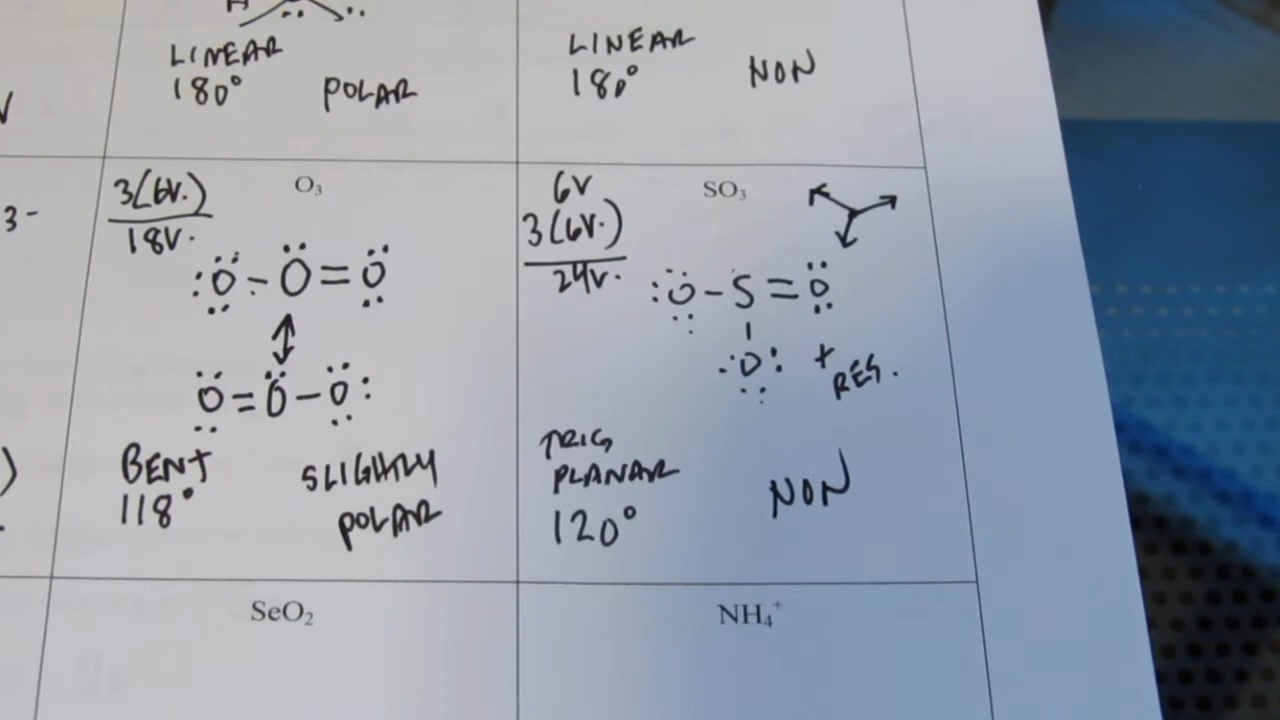 H
LINEAR
180° POLAR
LINEAR
180° NON
3-
3(6V.)
18V.
O₃
:O-O=O
O=O-O:
BENT
118°
SLIGHTLY
POLAR
6V
3(6V.)
24V.
SO₃
:O-S=O
O:
+
RES.
TRIG
PLANAR
120°
NON
)
SeO₂
NH₄⁺